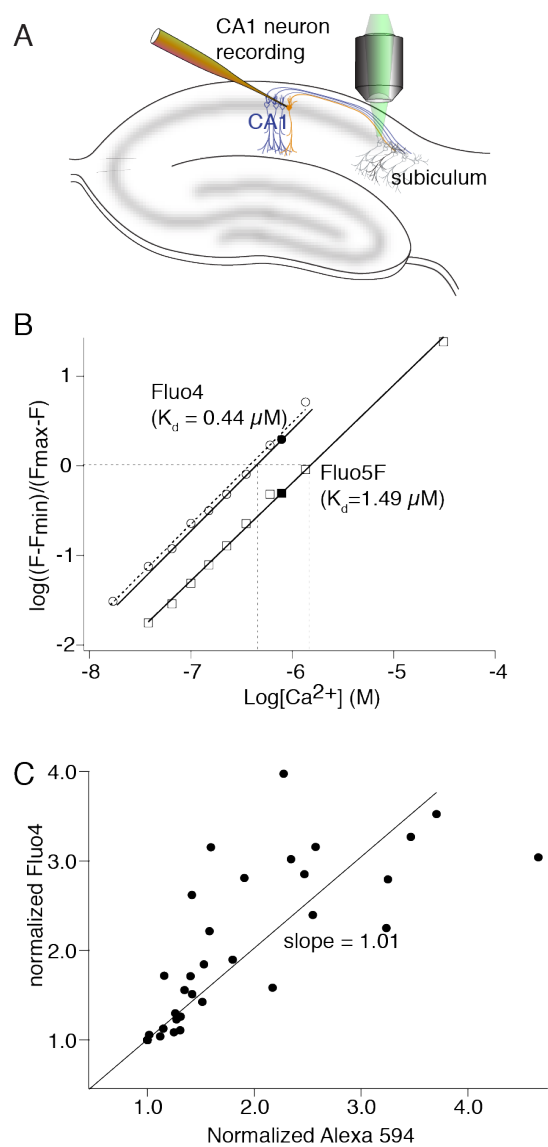 A
CA1 neuron
recording
CA1
subiculum
B
1
0
-1
-2
log((F-Fmin)/(Fmax-F)
Fluo4
(Kd = 0.44 µM)
Fluo5F
(Kd=1.49 µM)
-8 -7 -6 -5 -4
Log[Ca2+] (M)
C
4.0
3.0
2.0
1.0
normalized Fluo4
slope = 1.01
1.0 2.0 3.0 4.0
Normalized Alexa 594